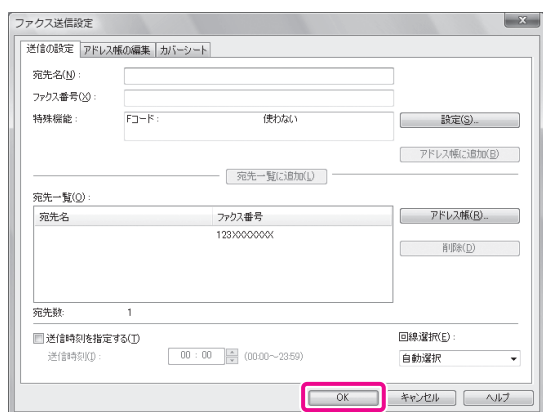 ファクス送信設定
送信の設定 アドレス帳の編集 カバーシート
宛先名(N) :
ファクス番号(X) :
特殊機能 : Fコード : 使わない 設定(S)...
アドレス帳に追加(B)
宛先一覧に追加(L)
宛先一覧(O) :
宛先名 ファクス番号 アドレス帳(R)...
123XXXXXXX
削除(D)
宛先数: 1
送信時刻を指定する(T) 回線選択(E) :
送信時刻(I) : 00 : 00 (00:00～23:59) 自動選択
OK キャンセル ヘルプ